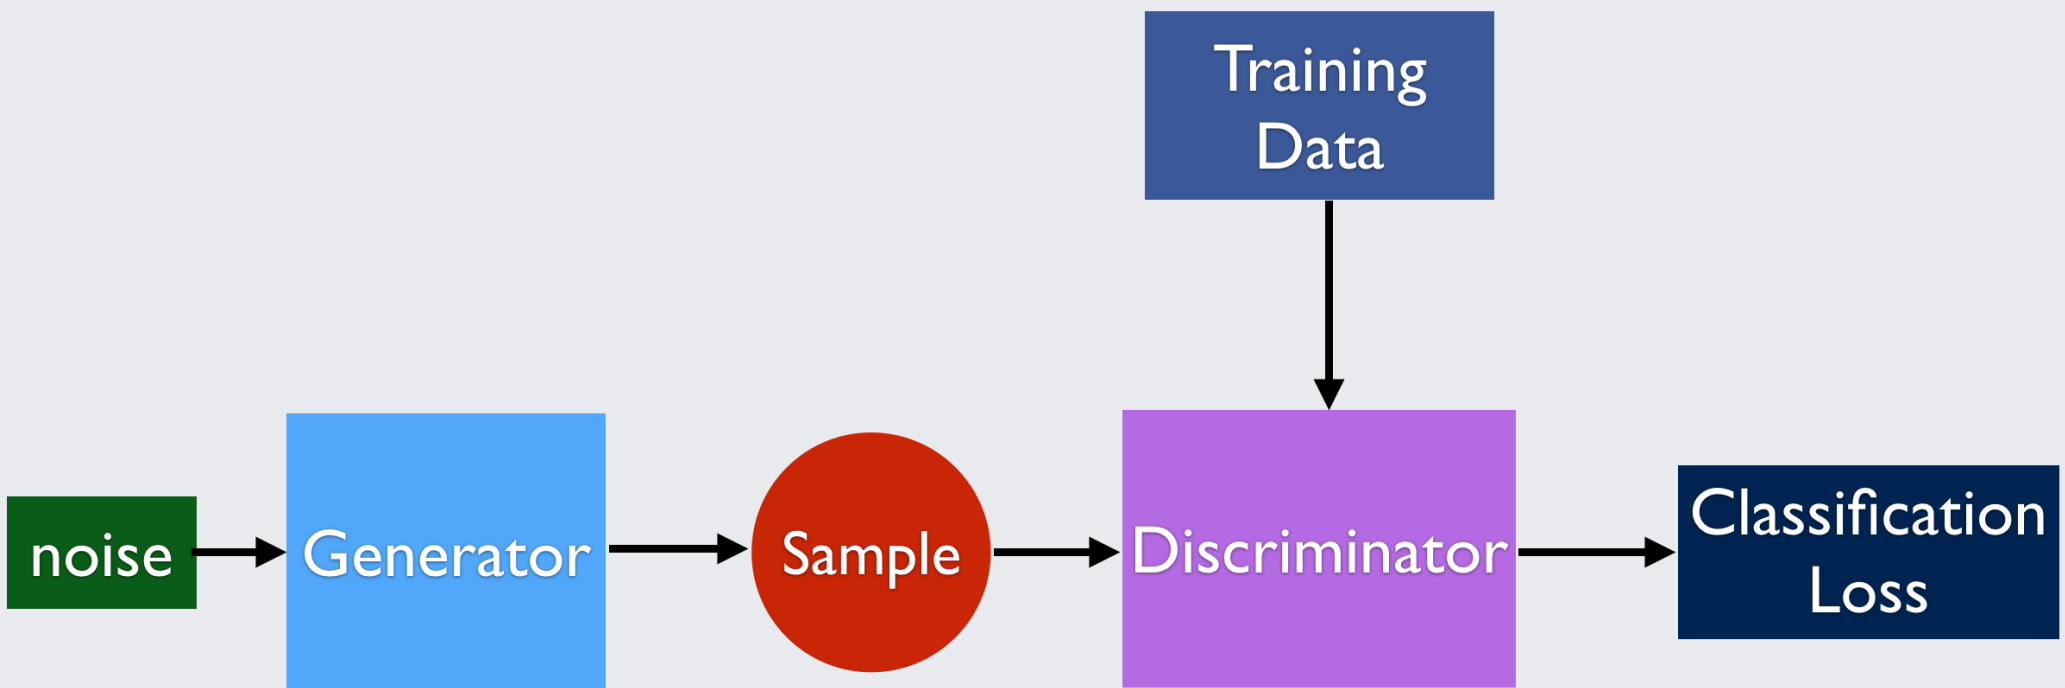 Training
Data
noise
Generator
Sample
Discriminator
Classification
Loss